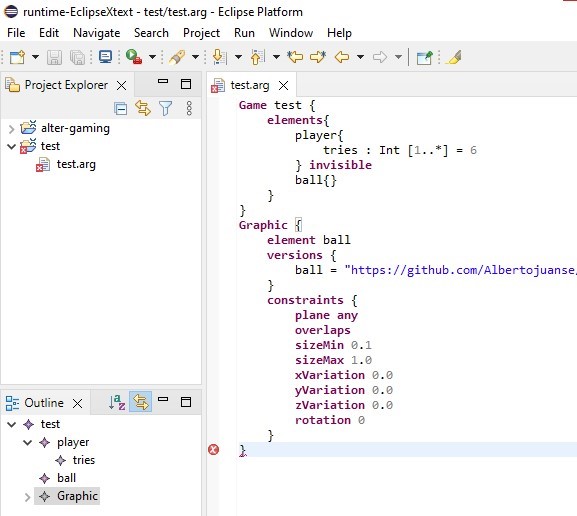 runtime-EclipseXtext - test/test.arg - Eclipse Platform
File Edit Navigate Search Project Run Window Help
Project Explorer
alter-gaming
test
test.arg
test.arg
Game test {
elements{
player{
tries : Int [1..*] = 6
} invisible
ball{}
}
}
Graphic {
element ball
versions {
ball = "https://github.com/Albertojuanse/
}
constraints {
plane any
overlaps
sizeMin 0.1
sizeMax 1.0
xVariation 0.0
yVariation 0.0
zVariation 0.0
rotation 0
}
}
Outline
test
player
tries
ball
Graphic